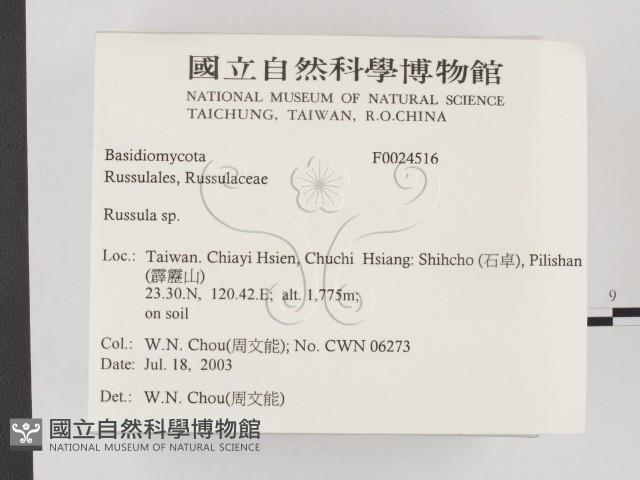 國立自然科學博物館
NATIONAL MUSEUM OF NATURAL SCIENCE
TAICHUNG, TAIWAN, R.O.CHINA
Basidiomycota F0024516
Russulales, Russulaceae
Russula sp.
Loc.: Taiwan. Chiayi Hsien, Chuchi Hsiang: Shihcho (石卓), Pilishan
(霹靂山)
23.30.N, 120.42.E; alt. 1,775m;
on soil
9
Col.: W.N. Chou(周文能); No. CWN 06273
Date: Jul. 18, 2003
Det.: W.N. Chou(周文能)
國立自然科學博物館
NATIONAL MUSEUM OF NATURAL SCIENCE